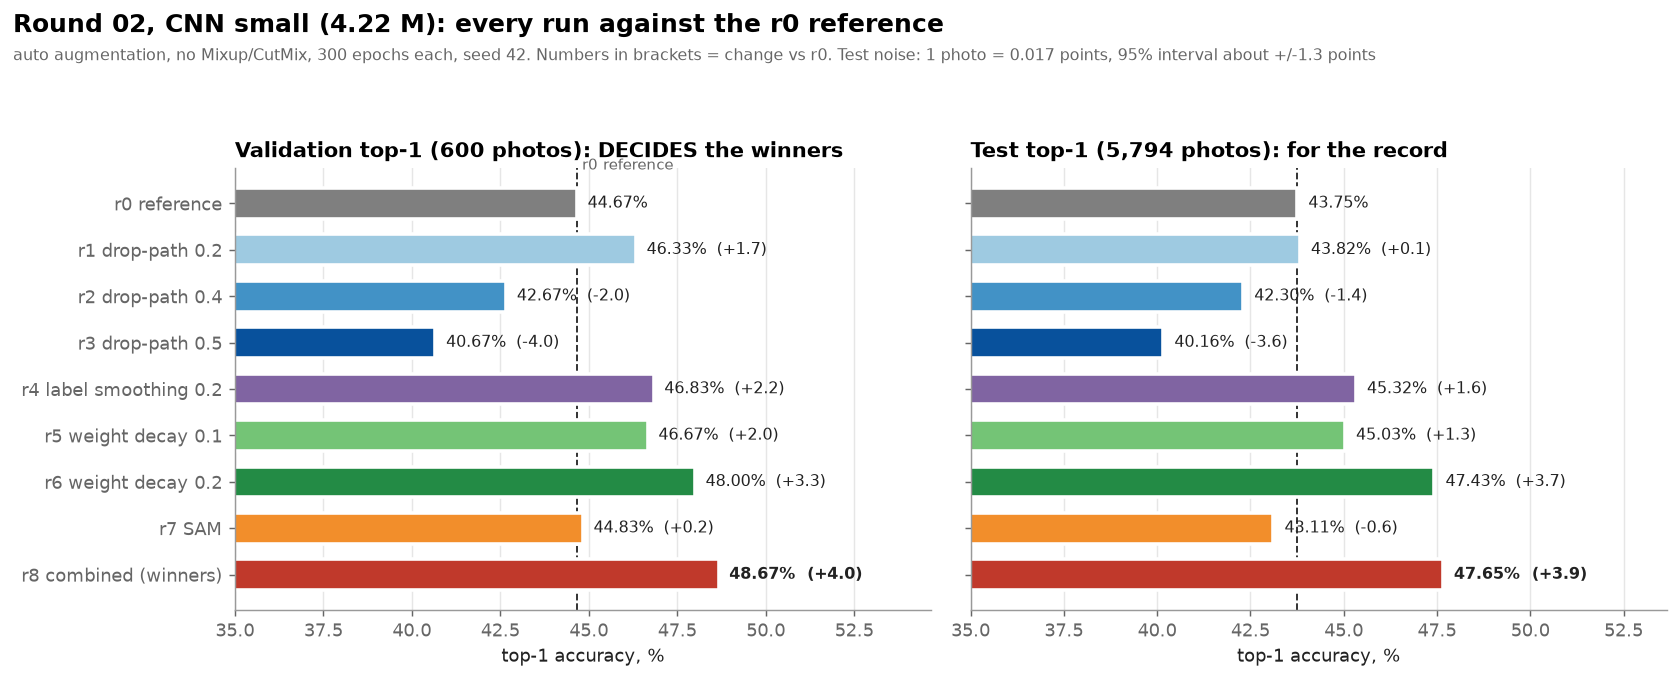 Round 02, CNN small (4.22 M): every run against the r0 reference
auto augmentation, no Mixup/CutMix, 300 epochs each, seed 42. Numbers in brackets = change vs r0. Test noise: 1 photo = 0.017 points, 95% interval about +/-1.3 points
Validation top-1 (600 photos): DECIDES the winners
r0 reference
r0 reference 44.67%
r1 drop-path 0.2 46.33% (+1.7)
r2 drop-path 0.4 42.67% (-2.0)
r3 drop-path 0.5 40.67% (-4.0)
r4 label smoothing 0.2 46.83% (+2.2)
r5 weight decay 0.1 46.67% (+2.0)
r6 weight decay 0.2 48.00% (+3.3)
r7 SAM 44.83% (+0.2)
r8 combined (winners) 48.67% (+4.0)
35.0 37.5 40.0 42.5 45.0 47.5 50.0 52.5
top-1 accuracy, %
Test top-1 (5,794 photos): for the record
43.75%
43.82% (+0.1)
42.30% (-1.4)
40.16% (-3.6)
45.32% (+1.6)
45.03% (+1.3)
47.43% (+3.7)
43.11% (-0.6)
47.65% (+3.9)
35.0 37.5 40.0 42.5 45.0 47.5 50.0 52.5
top-1 accuracy, %